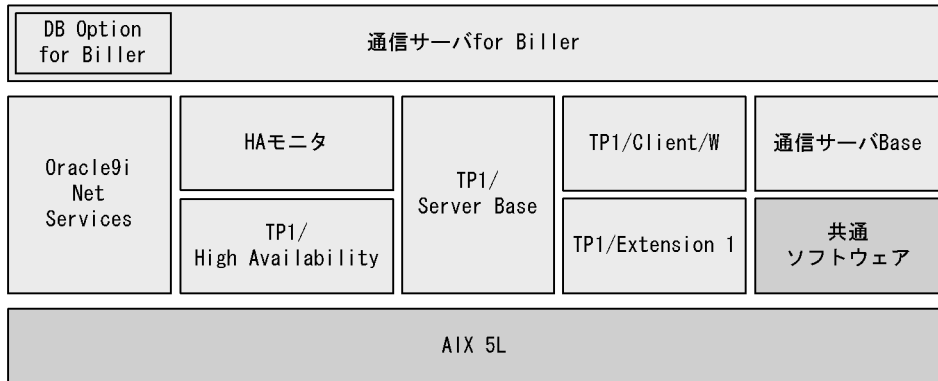 DB Option
for Biller
通信サーバfor Biller
Oracle9i
Net
Services
HAモニタ
TP1/
High Availability
TP1/
Server Base
TP1/Client/W
TP1/Extension 1
通信サーバBase
共通
ソフトウェア
AIX 5L